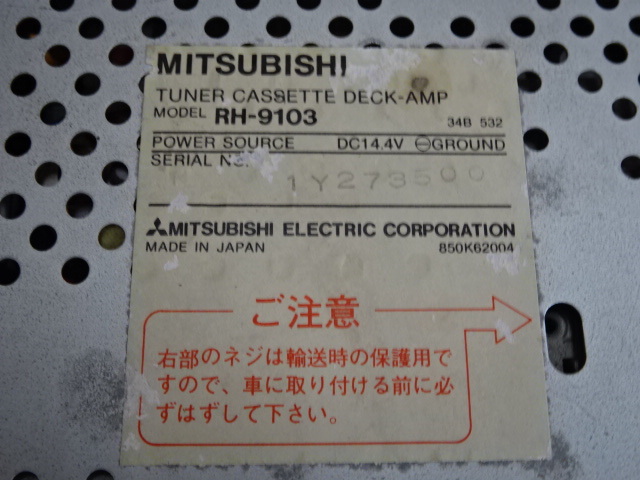 MITSUBISHI
TUNER CASSETTE DECK-AMP
MODEL RH-9103 34B 532
POWER SOURCE DC14.4V ⊖GROUND
SERIAL NO.
1Y273500
MITSUBISHI ELECTRIC CORPORATION
MADE IN JAPAN 850K62004
ご注意
右部のネジは輸送時の保護用で
すので、車に取り付ける前に必
ずはずして下さい。